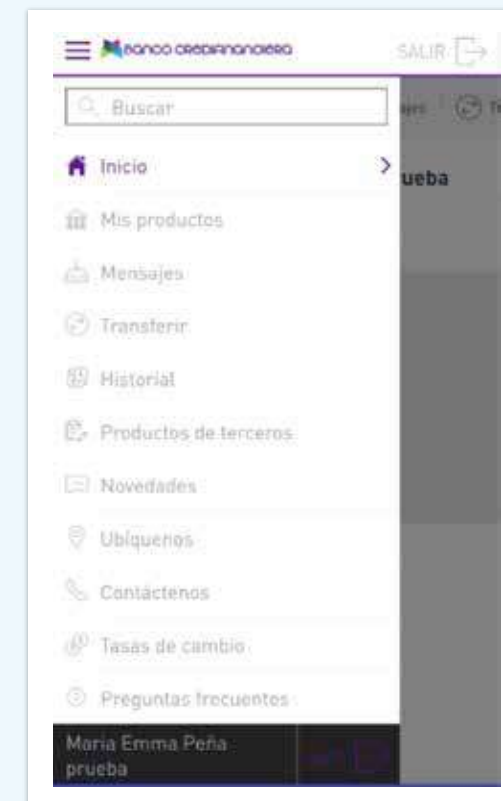 BANCO CREDIFINANCIERA
SALIR
Buscar
Inicio
ueba
Mis productos
Mensajes
Transferir
Historial
Productos de terceros
Novedades
Ubíquenos
Contáctenos
Tasas de cambio
Preguntas frecuentes
Maria Emma Peña
prueba